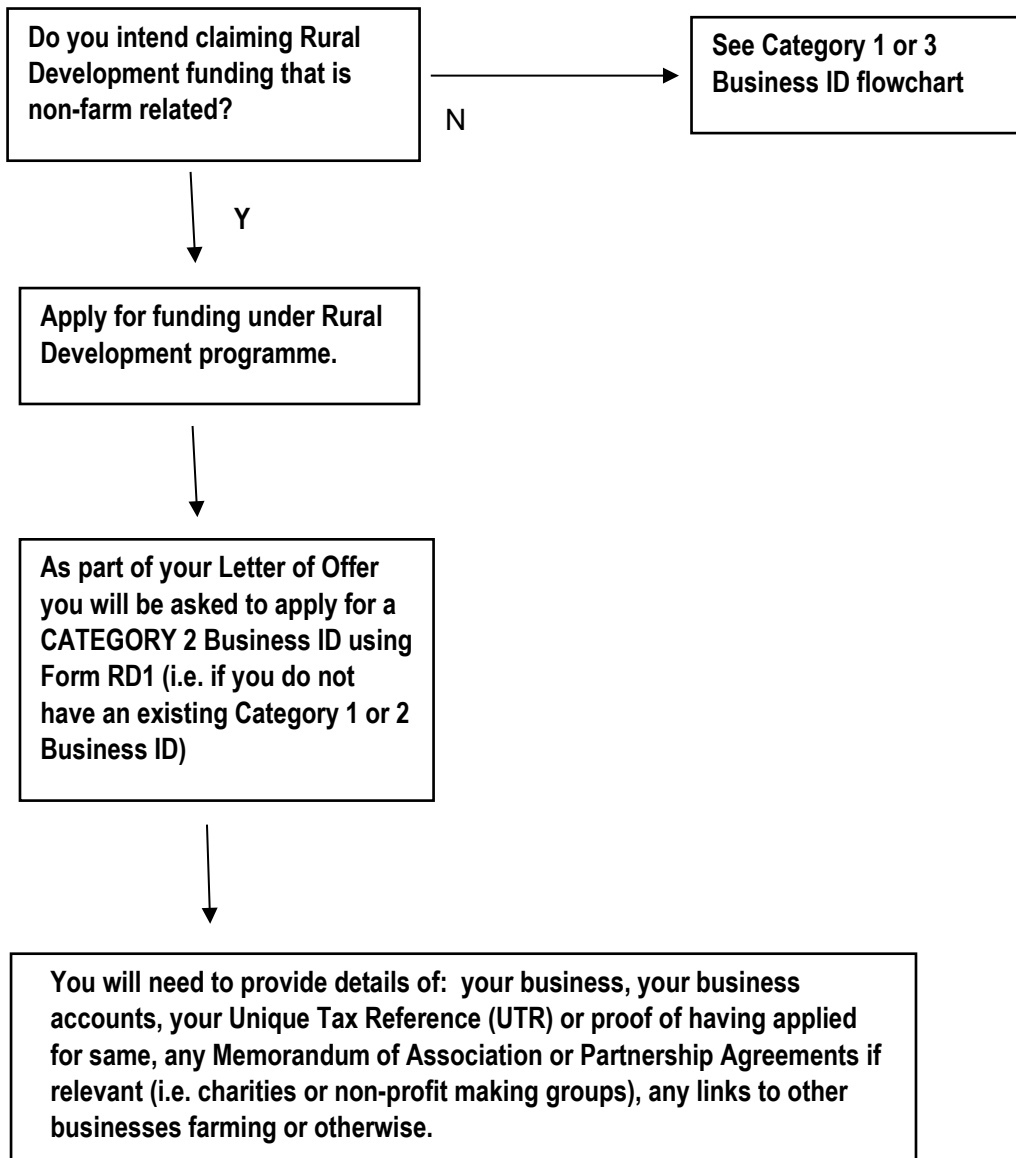 Do you intend claiming Rural
Development funding that is
non-farm related?
See Category 1 or 3
Business ID flowchart
N
Y
Apply for funding under Rural
Development programme.
As part of your Letter of Offer
you will be asked to apply for a
CATEGORY 2 Business ID using
Form RD1 (i.e. if you do not
have an existing Category 1 or 2
Business ID)
You will need to provide details of: your business, your business
accounts, your Unique Tax Reference (UTR) or proof of having applied
for same, any Memorandum of Association or Partnership Agreements if
relevant (i.e. charities or non-profit making groups), any links to other
businesses farming or otherwise.